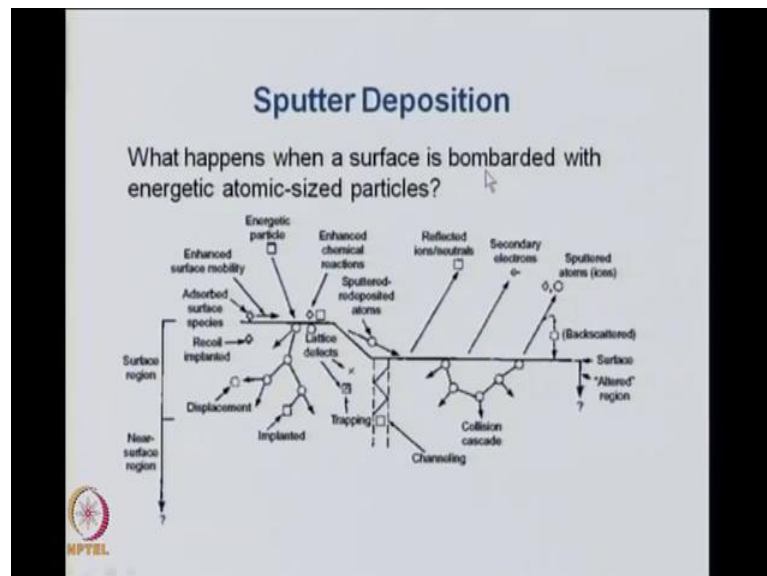 Sputter Deposition
What happens when a surface is bombarded with
energetic atomic-sized particles?
Energetic
particle
Enhanced
chemical
reactions
Reflected
ions/neutrals
Secondary
electrons
Sputtered
atoms (ions)
Enhanced
surface mobility
Sputtered-
redeposited
atoms
Adsorbed
surface
species
(Backscattered)
Recoil
implanted
Lattice
defects
Surface
Surface
region
"Altered"
region
?
Displacement
Trapping
Implanted
Collision
cascade
Channeling
Near-
surface
region
?
NPTEL